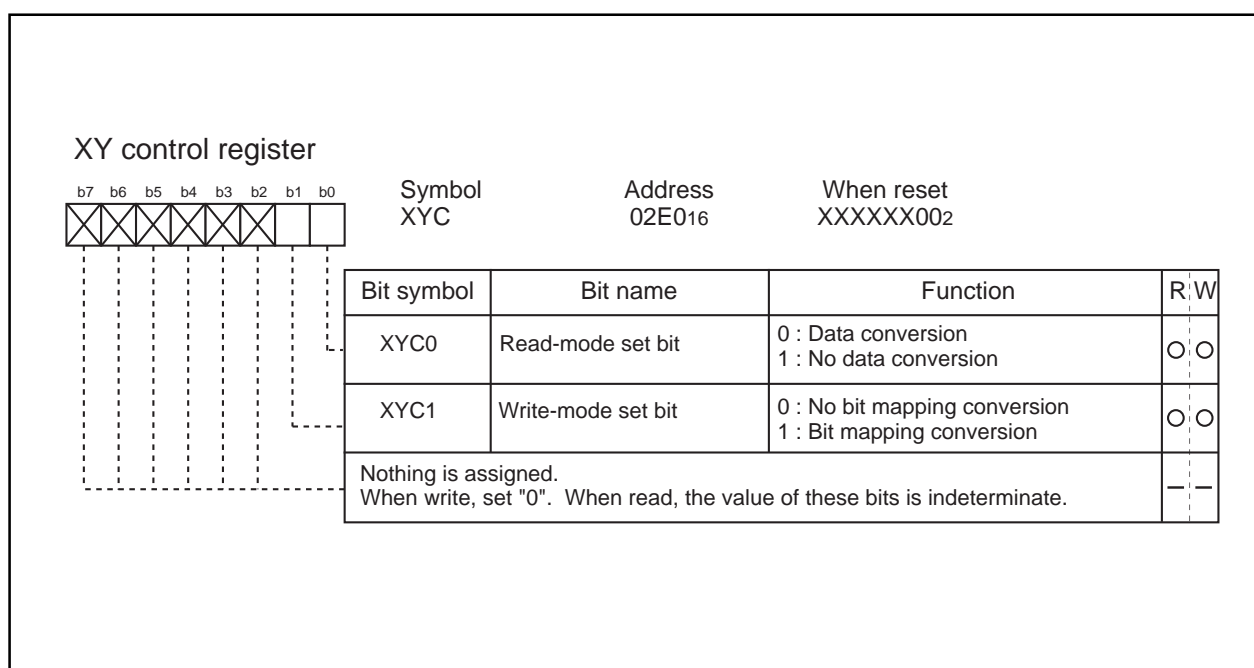 XY control register
b7 b6 b5 b4 b3 b2 b1 b0
Symbol Address When reset
XYC 02E016 XXXXXX002
Bit symbol Bit name Function R W
XYC0 Read-mode set bit 0 : Data conversion
1 : No data conversion
XYC1 Write-mode set bit 0 : No bit mapping conversion
1 : Bit mapping conversion
Nothing is assigned.
When write, set "0". When read, the value of these bits is indeterminate.